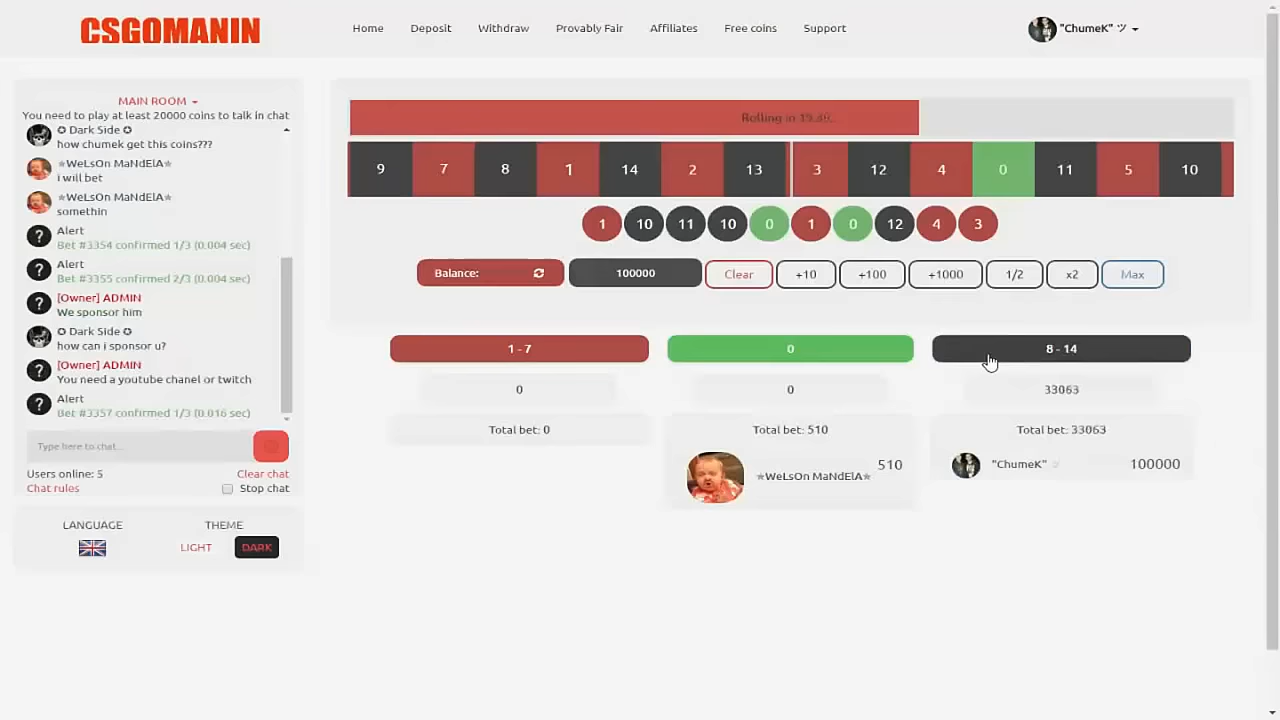 CSGOMANIN
Home Deposit Withdraw Provably Fair Affiliates Free coins Support
"ChumeK" ツ
MAIN ROOM
You need to play at least 20000 coins to talk in chat
✪ Dark Side ✪
how chumek get this coins???
✯WeLsOn MaNdElA✯
i will bet
✯WeLsOn MaNdElA✯
somethin
Alert
Bet #3354 confirmed 1/3 (0.004 sec)
Alert
Bet #3355 confirmed 2/3 (0.004 sec)
[Owner] ADMIN
We sponsor him
✪ Dark Side ✪
how can i sponsor u?
[Owner] ADMIN
You need a youtube chanel or twitch
Alert
Bet #3357 confirmed 1/3 (0.016 sec)
Type here to chat...
Users online: 5 Clear chat
Chat rules Stop chat
LANGUAGE THEME
LIGHT DARK
Rolling in
9 7 8 1 14 2 13 3 12 4 0 11 5 10
1 10 11 10 0 1 0 12 4 3
Balance: 100000 Clear +10 +100 +1000 1/2 x2 Max
1 - 7 0 8 - 14
0 0 33063
Total bet: 0 Total bet: 510 Total bet: 33063
✯WeLsOn MaNdElA✯ 510
"ChumeK" ツ 100000